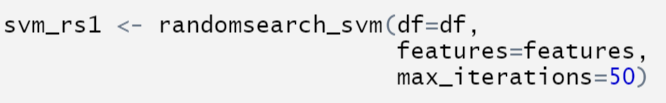 svm_rs1 <- randomsearch_svm(df=df,
                            features=features,
                            max_iterations=50)